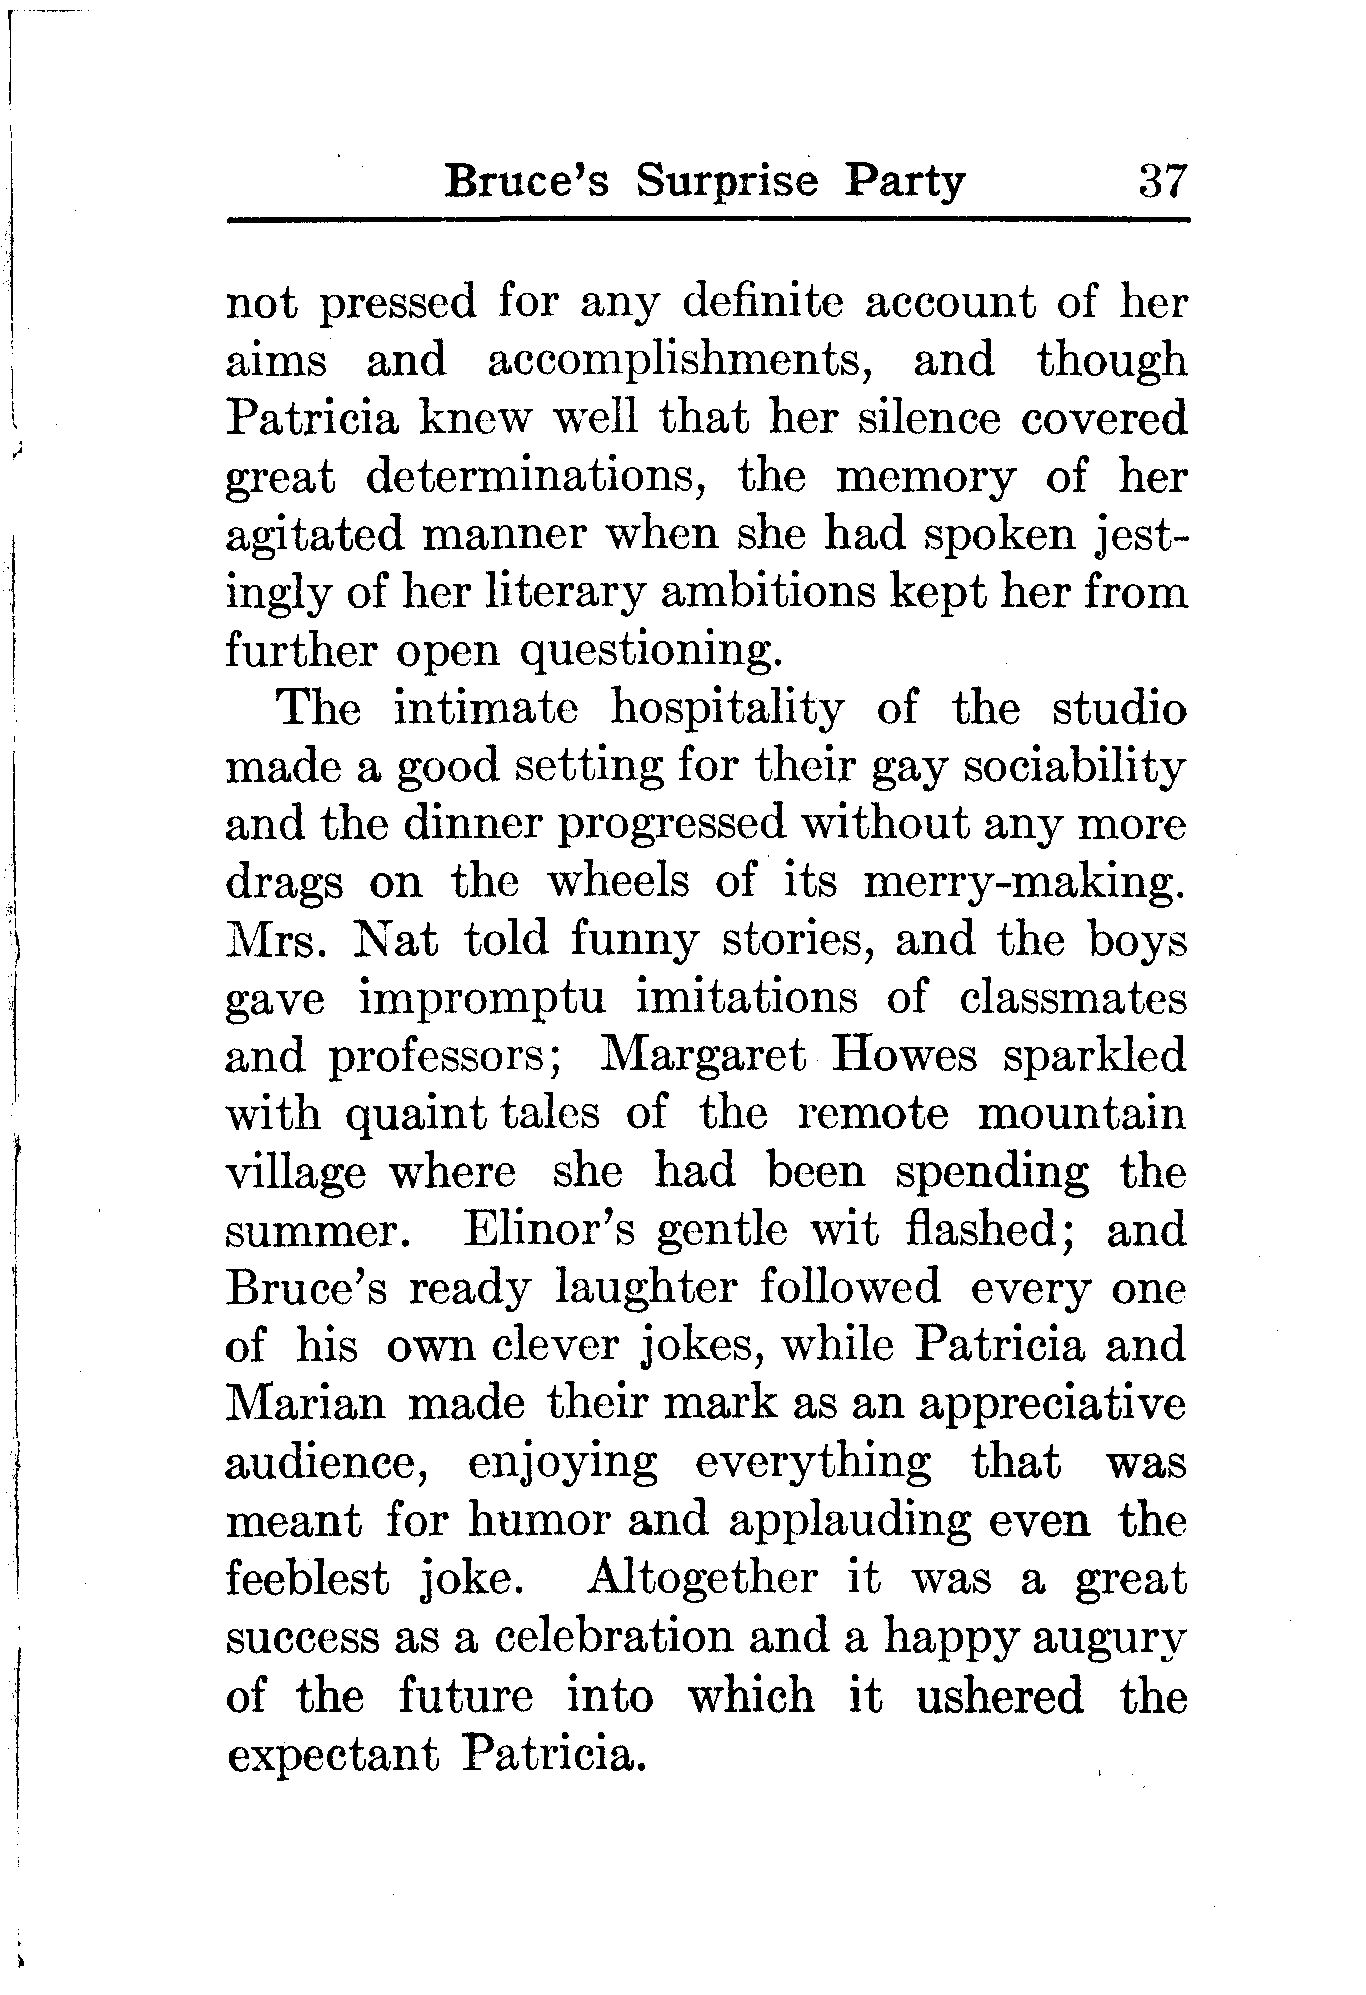 Bruce's Surprise Party 37
not pressed for any definite account of her
aims and accomplishments, and though
Patricia knew well that her silence covered
great determinations, the memory of her
agitated manner when she had spoken jest-
ingly of her literary ambitions kept her from
further open questioning.
The intimate hospitality of the studio
made a good setting for their gay sociability
and the dinner progressed without any more
drags on the wheels of its merry-making.
Mrs. Nat told funny stories, and the boys
gave impromptu imitations of classmates
and professors; Margaret Howes sparkled
with quaint tales of the remote mountain
village where she had been spending the
summer. Elinor's gentle wit flashed; and
Bruce's ready laughter followed every one
of his own clever jokes, while Patricia and
Marian made their mark as an appreciative
audience, enjoying everything that was
meant for humor and applauding even the
feeblest joke. Altogether it was a great
success as a celebration and a happy augury
of the future into which it ushered the
expectant Patricia.